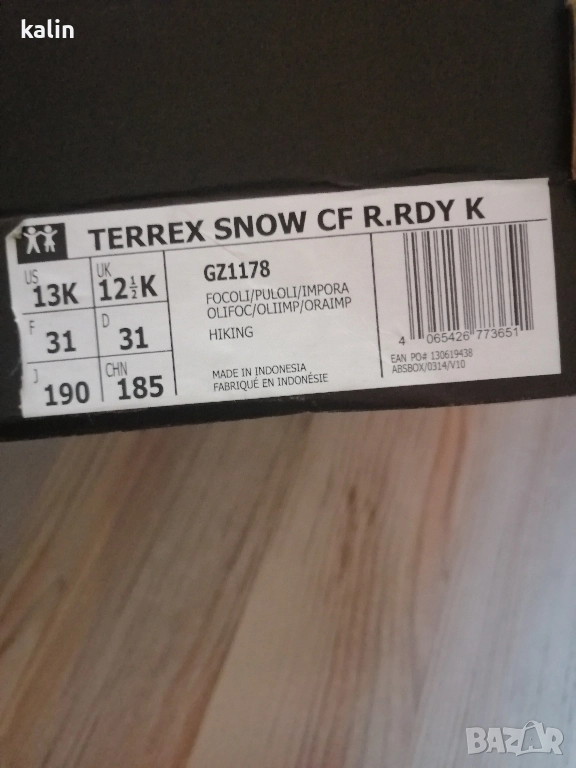 kalin
TERREX SNOW CF R.RDY K
US 13K UK 12½K
F 31 D 31
J 190 CHN 185
GZ1178
FOCOLI/PULOLI/IMPORA
OLIFOC/OLIIMP/ORAIMP
HIKING
MADE IN INDONESIA
FABRIQUÉ EN INDONÉSIE
4 065426 773651
EAN PO# 130619438
ABSBOX/0314/V10
BAZAR